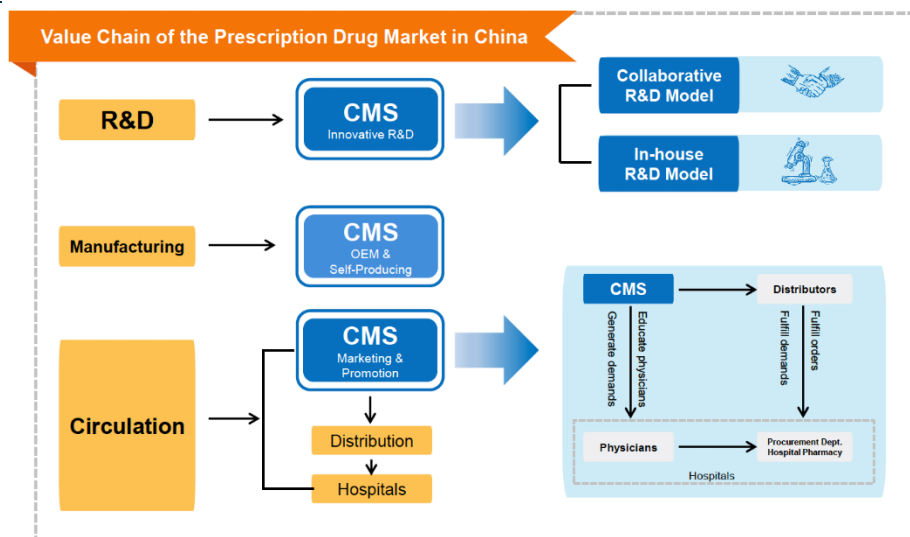 Value Chain of the Prescription Drug Market in China
R&D
CMS
Innovative R&D
Collaborative
R&D Model
In-house
R&D Model
Manufacturing
CMS
OEM &
Self-Producing
Circulation
CMS
Marketing &
Promotion
Distribution
Hospitals
CMS
Distributors
Generate demands
Educate physicians
Fulfill demands
Fulfill orders
Physicians
Procurement Dept.
Hospital Pharmacy
Hospitals